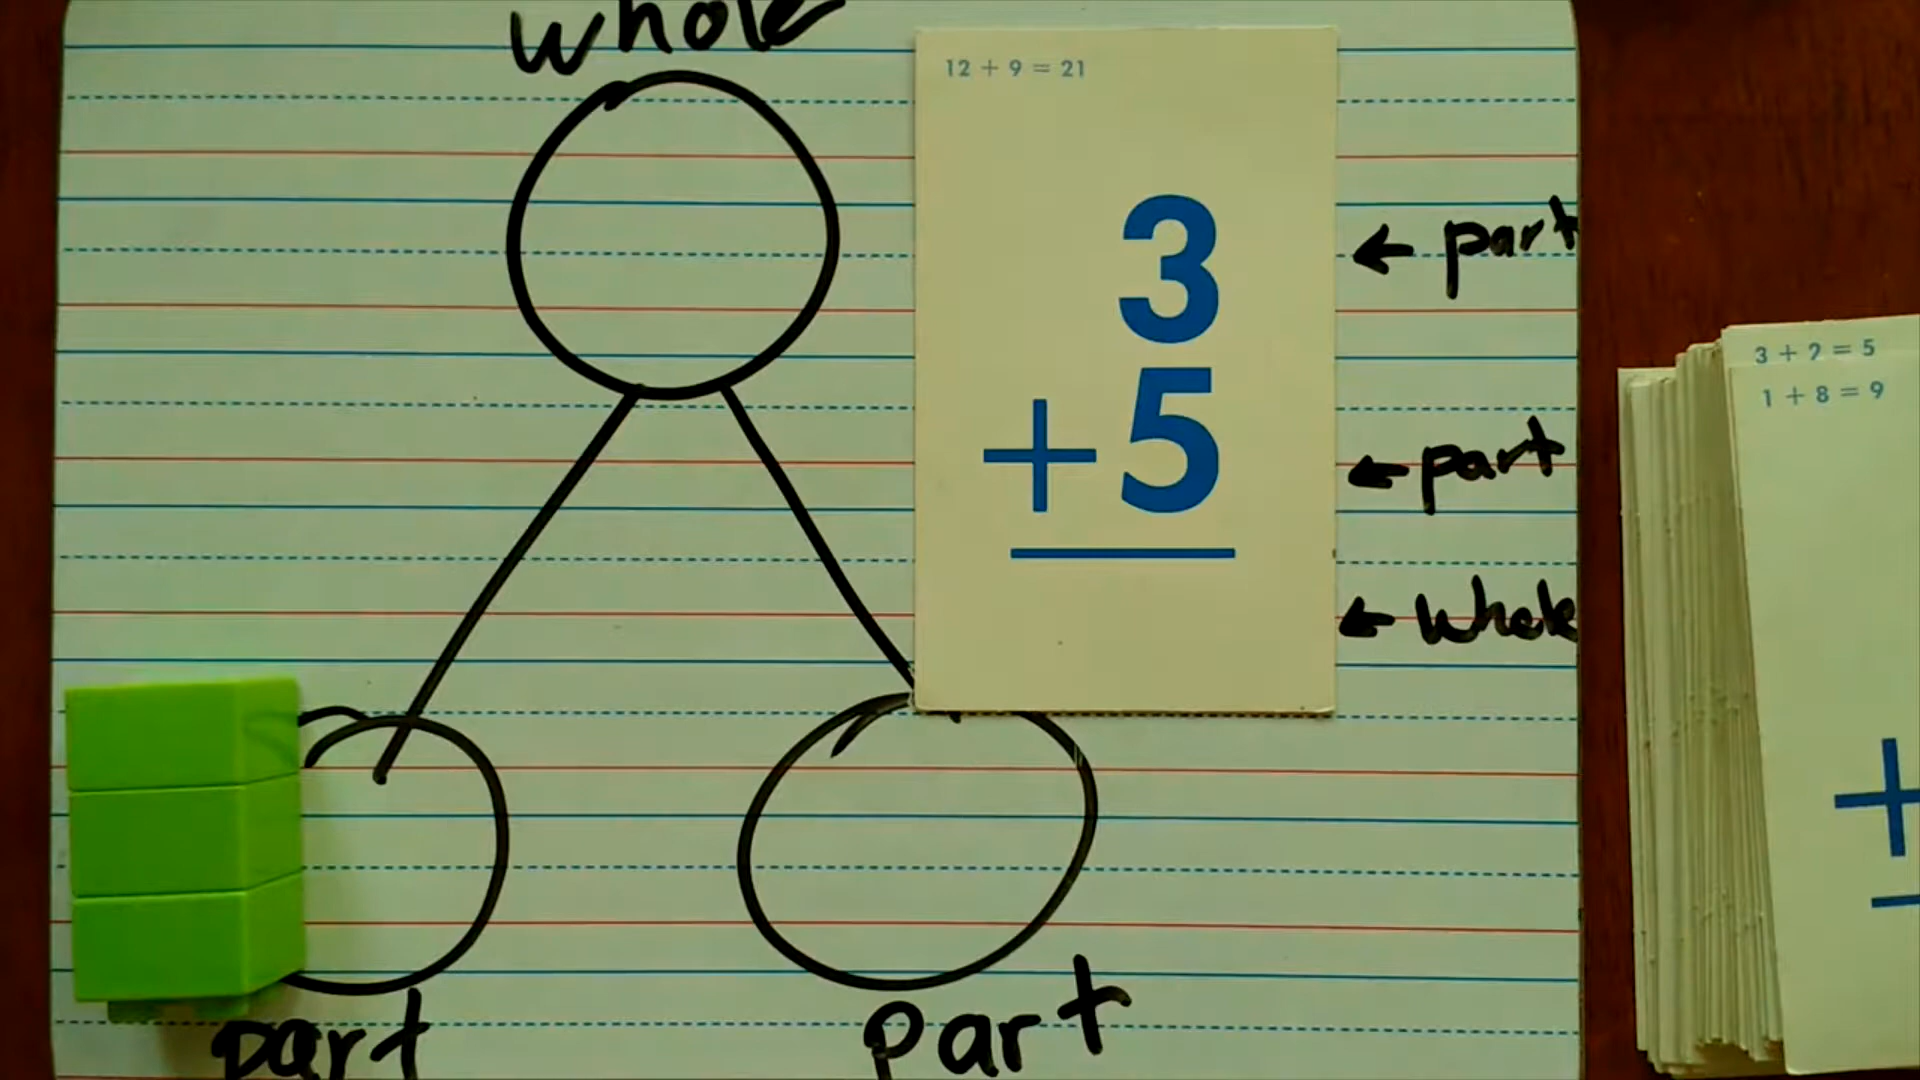 whole
12 + 9 = 21
3
+5
← part
← part
← Whole
part
part
3 + 2 = 5
1 + 8 = 9
+